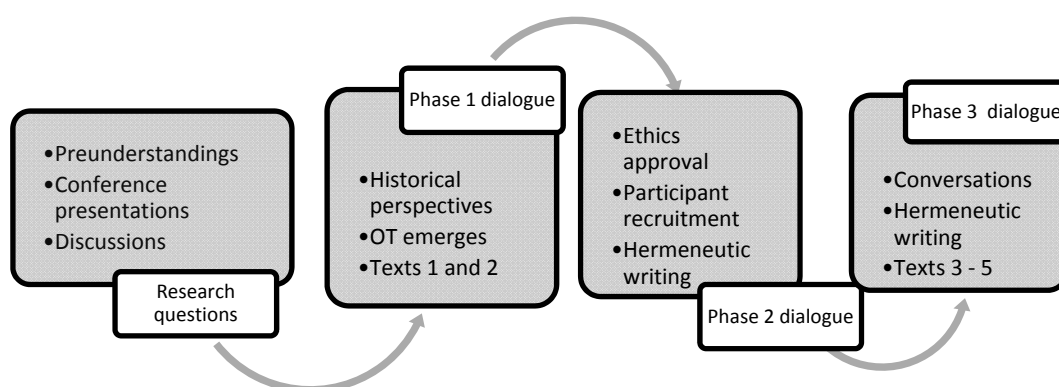 •Preunderstandings
•Conference
presentations
•Discussions
Research
questions
Phase 1 dialogue
•Historical
perspectives
•OT emerges
•Texts 1 and 2
•Ethics
approval
•Participant
recruitment
•Hermeneutic
writing
Phase 2 dialogue
Phase 3 dialogue
•Conversations
•Hermeneutic
writing
•Texts 3 - 5